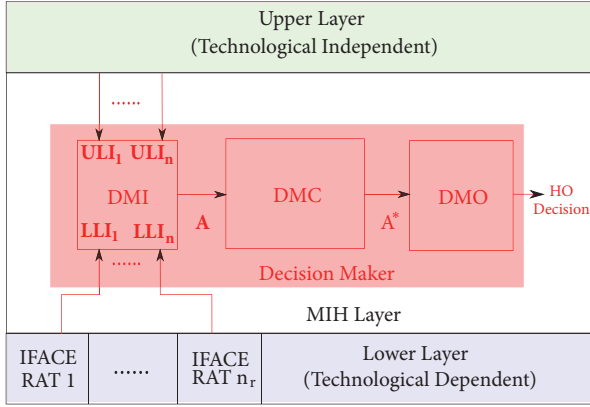 Upper Layer
(Technological Independent)
......
ULI₁ ULIₙ
DMI
LLI₁ LLIₙ
......
A
DMC
A*
DMO
HO
Decision
Decision Maker
MIH Layer
IFACE
RAT 1
......
IFACE
RAT nᵣ
Lower Layer
(Technological Dependent)